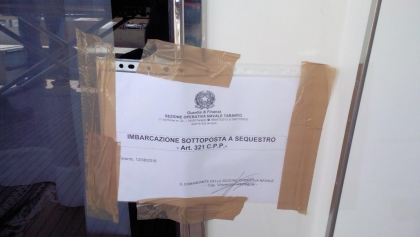 Guardia di Finanza
SEZIONE OPERATIVA NAVALE TARANTO
IMBARCAZIONE SOTTOPOSTA A SEQUESTRO
- Art. 321 C.P.P.-
IL COMANDANTE DELLA SEZIONE OPERATIVA NAVALE